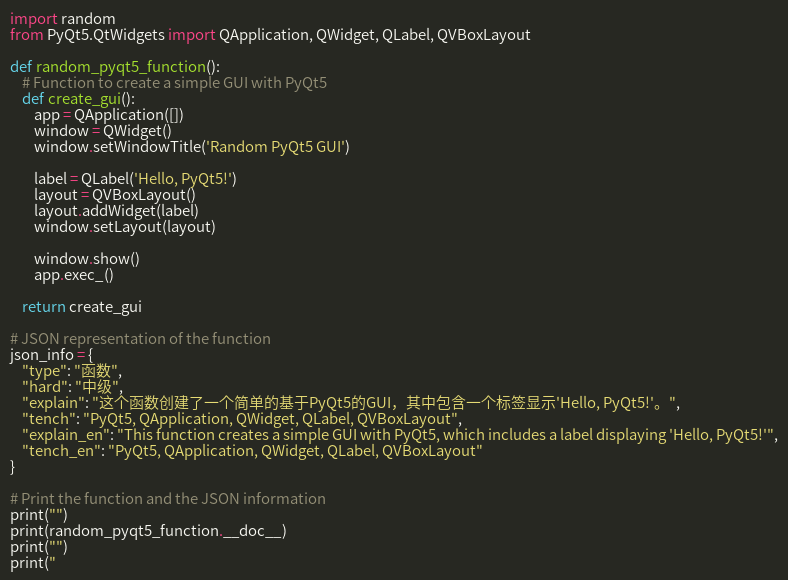 import random
from PyQt5.QtWidgets import QApplication, QWidget, QLabel, QVBoxLayout

def random_pyqt5_function():
    # Function to create a simple GUI with PyQt5
    def create_gui():
        app = QApplication([])
        window = QWidget()
        window.setWindowTitle('Random PyQt5 GUI')

        label = QLabel('Hello, PyQt5!')
        layout = QVBoxLayout()
        layout.addWidget(label)
        window.setLayout(layout)

        window.show()
        app.exec_()

    return create_gui

# JSON representation of the function
json_info = {
    "type": "函数",
    "hard": "中级",
    "explain": "这个函数创建了一个简单的基于PyQt5的GUI，其中包含一个标签显示'Hello, PyQt5!'。",
    "tench": "PyQt5, QApplication, QWidget, QLabel, QVBoxLayout",
    "explain_en": "This function creates a simple GUI with PyQt5, which includes a label displaying 'Hello, PyQt5!'",
    "tench_en": "PyQt5, QApplication, QWidget, QLabel, QVBoxLayout"
}

# Print the function and the JSON information
print("")
print(random_pyqt5_function.__doc__)
print("")
print("